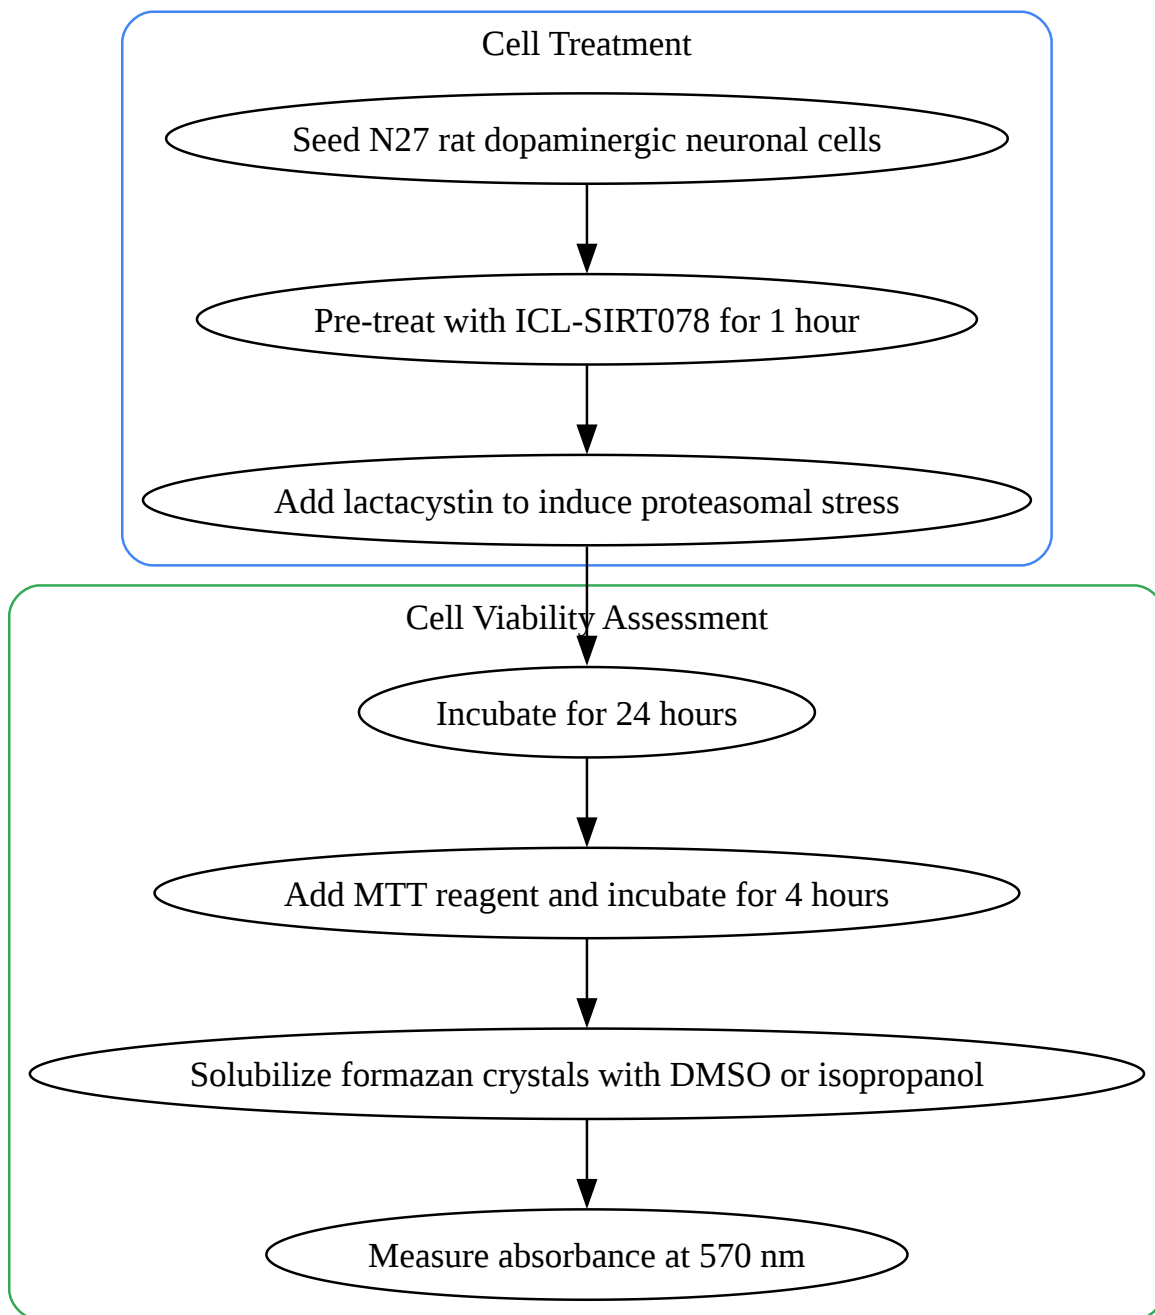 Cell Treatment
Seed N27 rat dopaminergic neuronal cells
Pre-treat with ICL-SIRT078 for 1 hour
Add lactacystin to induce proteasomal stress
Cell Viability Assessment
Incubate for 24 hours
Add MTT reagent and incubate for 4 hours
Solubilize formazan crystals with DMSO or isopropanol
Measure absorbance at 570 nm